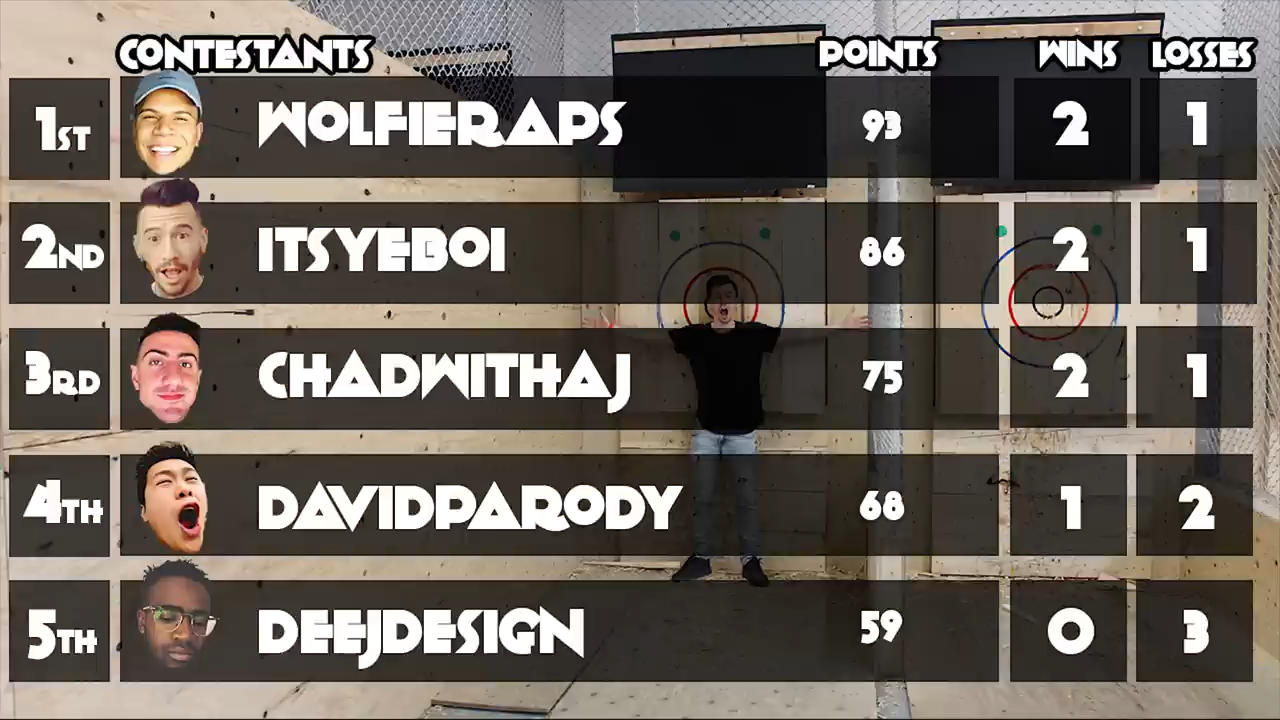 CONTESTANTS POINTS WINS LOSSES
1ST WOLFIERAPS 93 2 1
2ND ITSYEBOI 86 2 1
3RD CHADWITHAJ 75 2 1
4TH DAVIDPARODY 68 1 2
5TH DEEJDESIGN 59 0 3